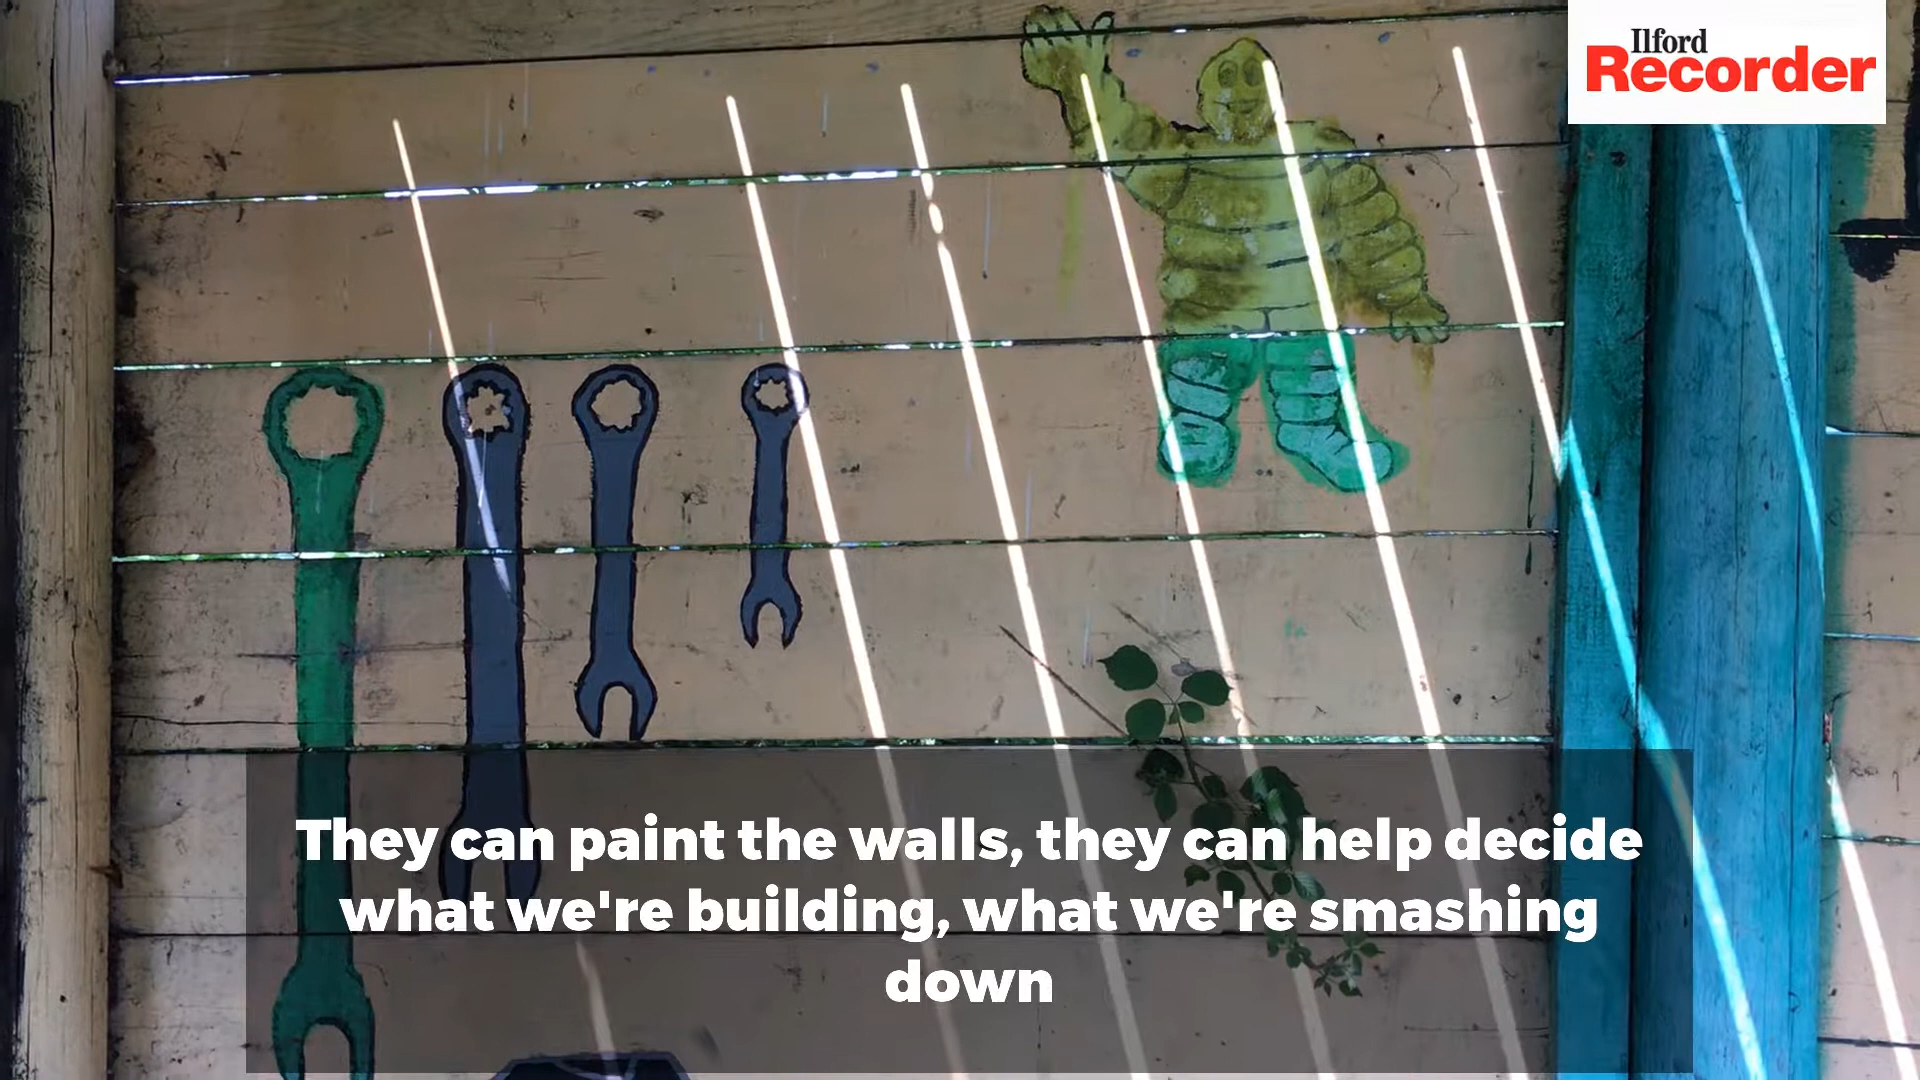 Ilford
Recorder
They can paint the walls, they can help decide
what we're building, what we're smashing
down